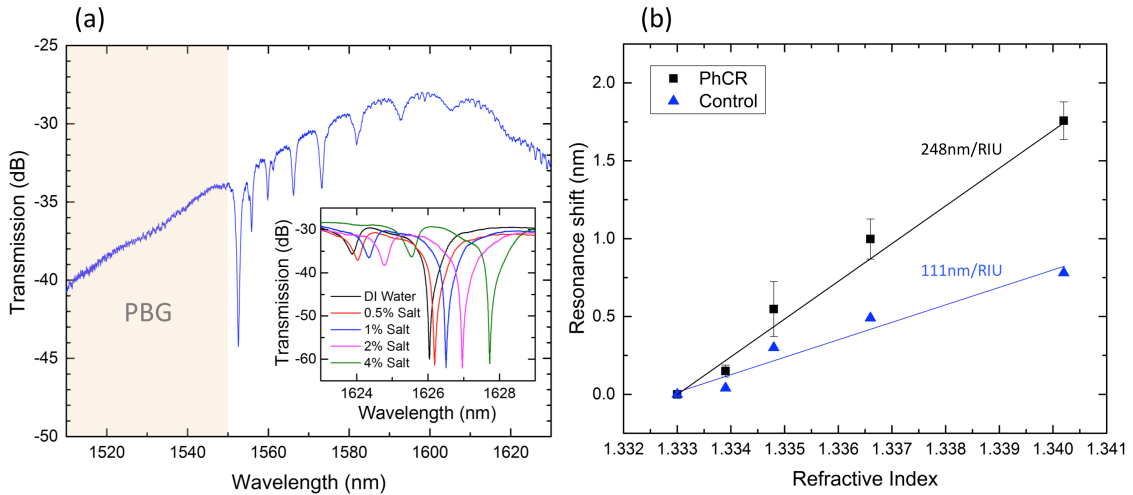 (a)
-25
-30
-35
-40
-45
-50
Transmission (dB)
PBG
1520
1540
1560
1580
1600
1620
Wavelength (nm)
-30
-40
-50
-60
Transmission (dB)
DI Water
0.5% Salt
1% Salt
2% Salt
4% Salt
1624
1626
1628
Wavelength (nm)
(b)
2.0
1.5
1.0
0.5
0.0
Resonance shift (nm)
PhCR
Control
248nm/RIU
111nm/RIU
1.332
1.333
1.334
1.335
1.336
1.337
1.338
1.339
1.340
1.341
Refractive Index